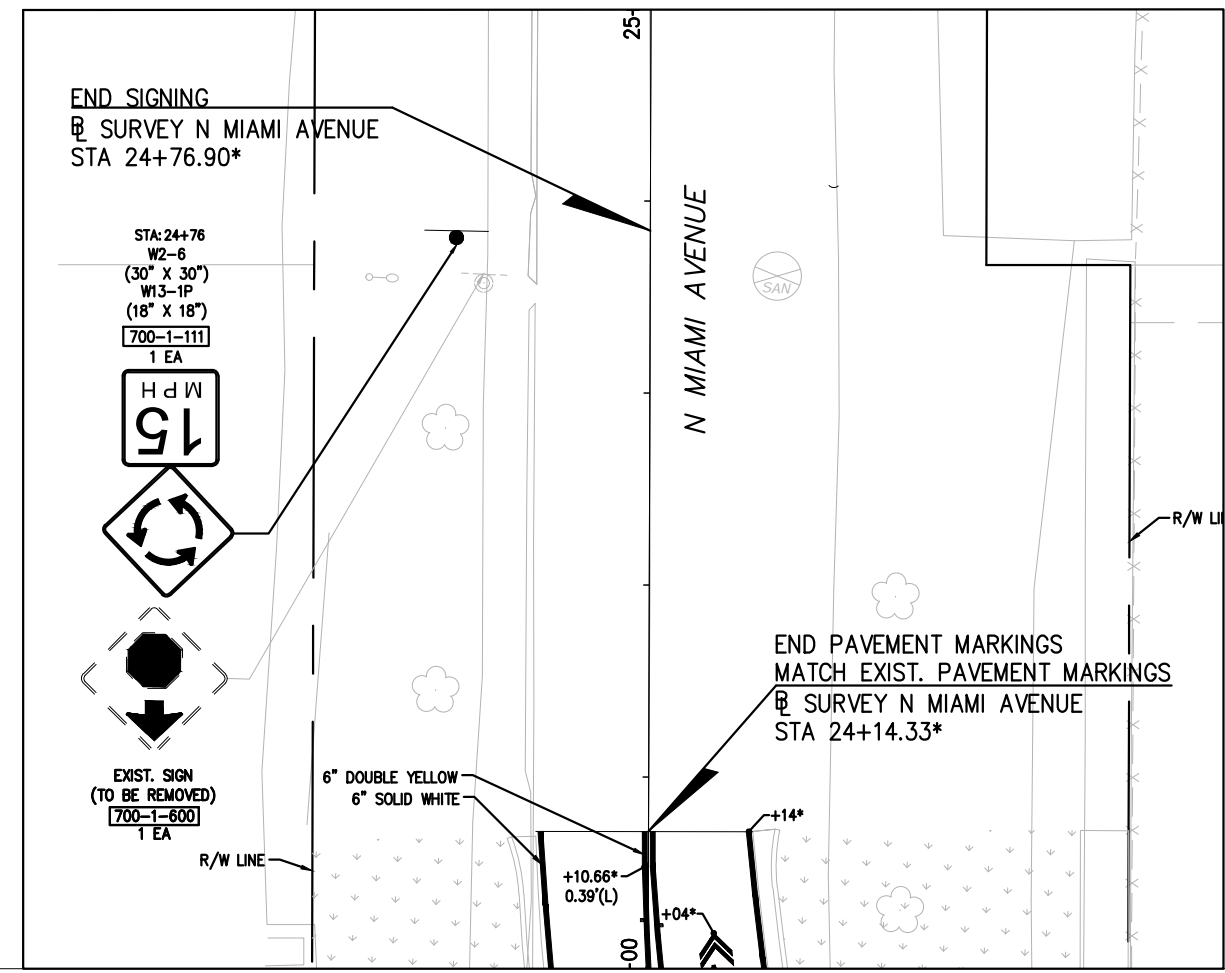 25
END SIGNING
BL SURVEY N MIAMI AVENUE
STA 24+76.90*
STA: 24+76
W2-6
(30" X 30")
W13-1P
(18" X 18")
700-1-111
1 EA
MPH
15
N MIAMI AVENUE
SAN
R/W LI
END PAVEMENT MARKINGS
MATCH EXIST. PAVEMENT MARKINGS
BL SURVEY N MIAMI AVENUE
STA 24+14.33*
EXIST. SIGN
(TO BE REMOVED)
700-1-600
1 EA
6" DOUBLE YELLOW
6" SOLID WHITE
R/W LINE
+14*
+10.66*
0.39'(L)
+04*
+00